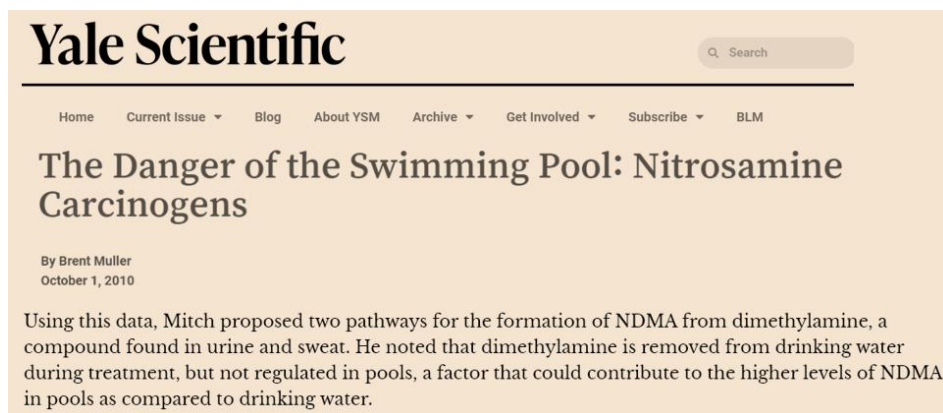 Yale Scientific
Search
Home Current Issue Blog About YSM Archive Get Involved Subscribe BLM
The Danger of the Swimming Pool: Nitrosamine
Carcinogens
By Brent Muller
October 1, 2010
Using this data, Mitch proposed two pathways for the formation of NDMA from dimethylamine, a
compound found in urine and sweat. He noted that dimethylamine is removed from drinking water
during treatment, but not regulated in pools, a factor that could contribute to the higher levels of NDMA
in pools as compared to drinking water.